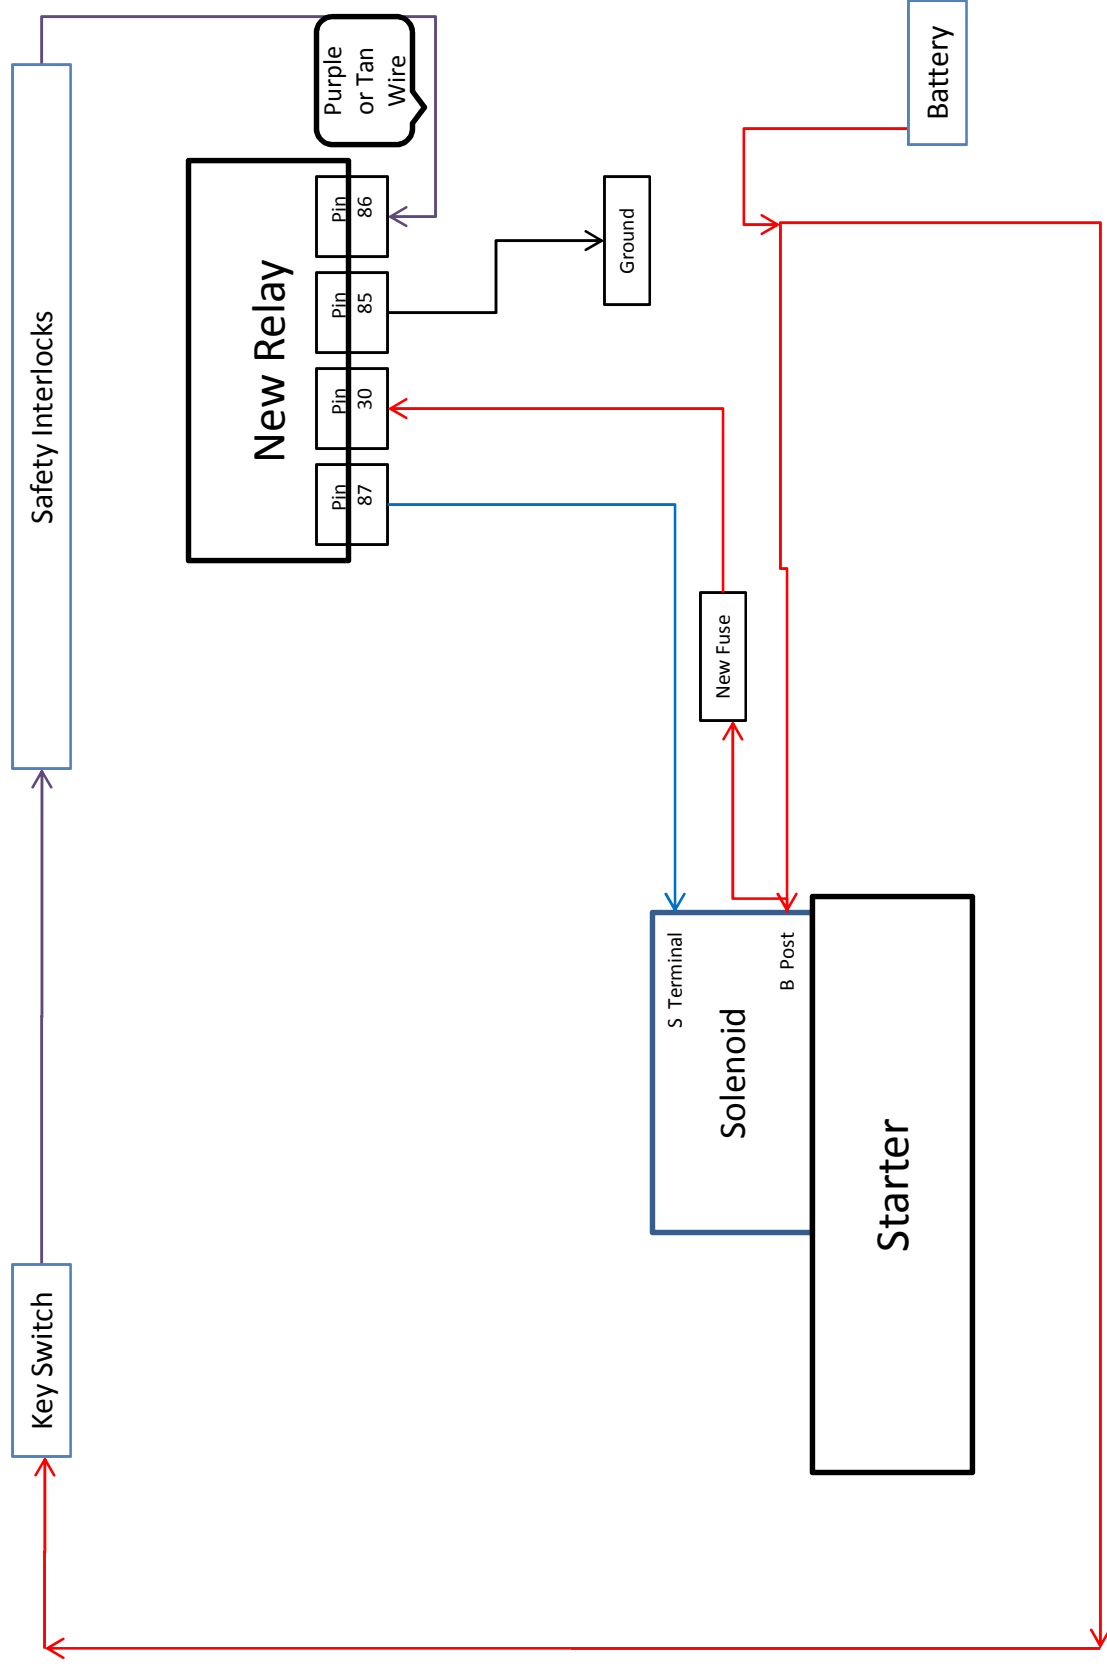 Key Switch
Safety Interlocks
New Relay
Pin
87
Pin
30
Pin
85
Pin
86
Purple
or Tan
Wire
Ground
New Fuse
S Terminal
Solenoid
B Post
Starter
Battery